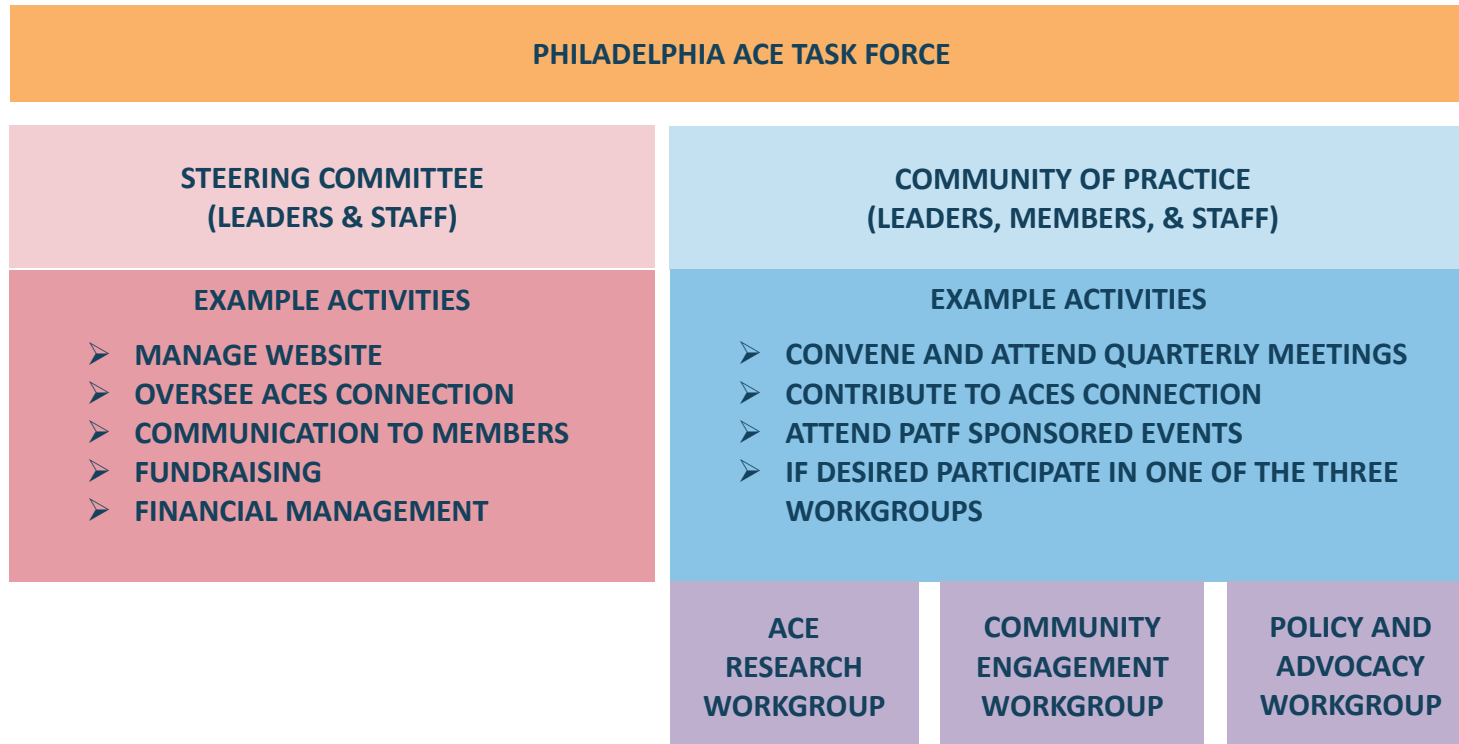 PHILADELPHIA ACE TASK FORCE
STEERING COMMITTEE
(LEADERS & STAFF)
EXAMPLE ACTIVITIES
➢ MANAGE WEBSITE
➢ OVERSEE ACES CONNECTION
➢ COMMUNICATION TO MEMBERS
➢ FUNDRAISING
➢ FINANCIAL MANAGEMENT
COMMUNITY OF PRACTICE
(LEADERS, MEMBERS, & STAFF)
EXAMPLE ACTIVITIES
➢ CONVENE AND ATTEND QUARTERLY MEETINGS
➢ CONTRIBUTE TO ACES CONNECTION
➢ ATTEND PATF SPONSORED EVENTS
➢ IF DESIRED PARTICIPATE IN ONE OF THE THREE
WORKGROUPS
ACE
RESEARCH
WORKGROUP
COMMUNITY
ENGAGEMENT
WORKGROUP
POLICY AND
ADVOCACY
WORKGROUP